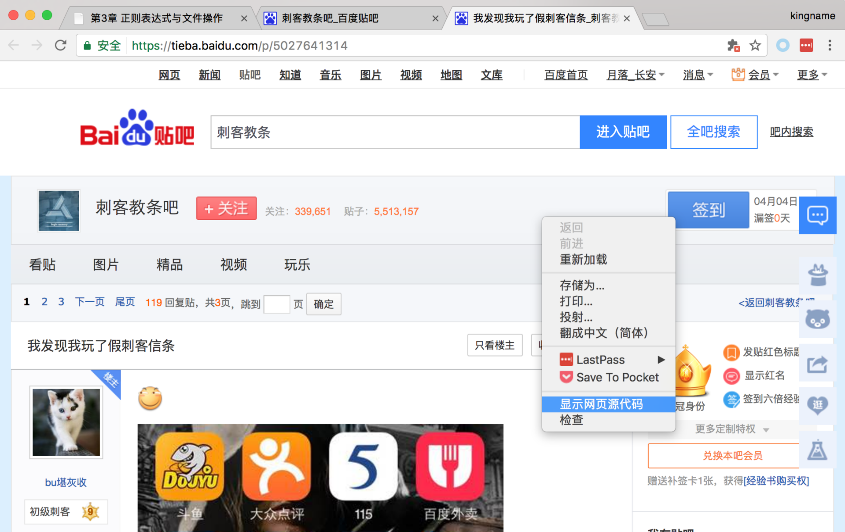 第3章 正则表达式与文件操作
刺客教条吧_百度贴吧
我发现我玩了假刺客信条_刺客
kingname
安全 https://tieba.baidu.com/p/5027641314
网页 新闻 贴吧 知道 音乐 图片 视频 地图 文库 百度首页 月落_长安 消息 会员 更多
Bai du 贴吧
刺客教条
进入贴吧
全吧搜索
吧内搜索
刺客教条吧
+ 关注
关注: 339,651 贴子: 5,513,157
签到
04月04日
漏签0天
看贴 图片 精品 视频 玩乐
1 2 3 下一页 尾页 119 回复贴,共3页,跳到 页 确定
<返回刺客教条吧
我发现我玩了假刺客信条
只看楼主
返回
前进
重新加载
存储为...
打印...
投射...
翻成中文(简体)
LastPass
Save To Pocket
显示网页源代码
检查
楼主
bu堪灰收
初级刺客 9
DOUYU
斗鱼
大众点评
5
115
百度外卖
发贴红色标题
显示红名
签 签到六倍经验
冠身份
更多定制特权
兑换本吧会员
赠送补签卡1张,获得[经验书购买权]
逛